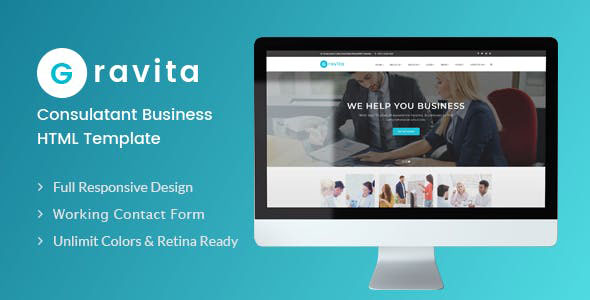 Gravita
Consulatant Business
HTML Template
> Full Responsive Design
> Working Contact Form
> Unlimit Colors & Retina Ready
Gravita
WE HELP YOU BUSINESS